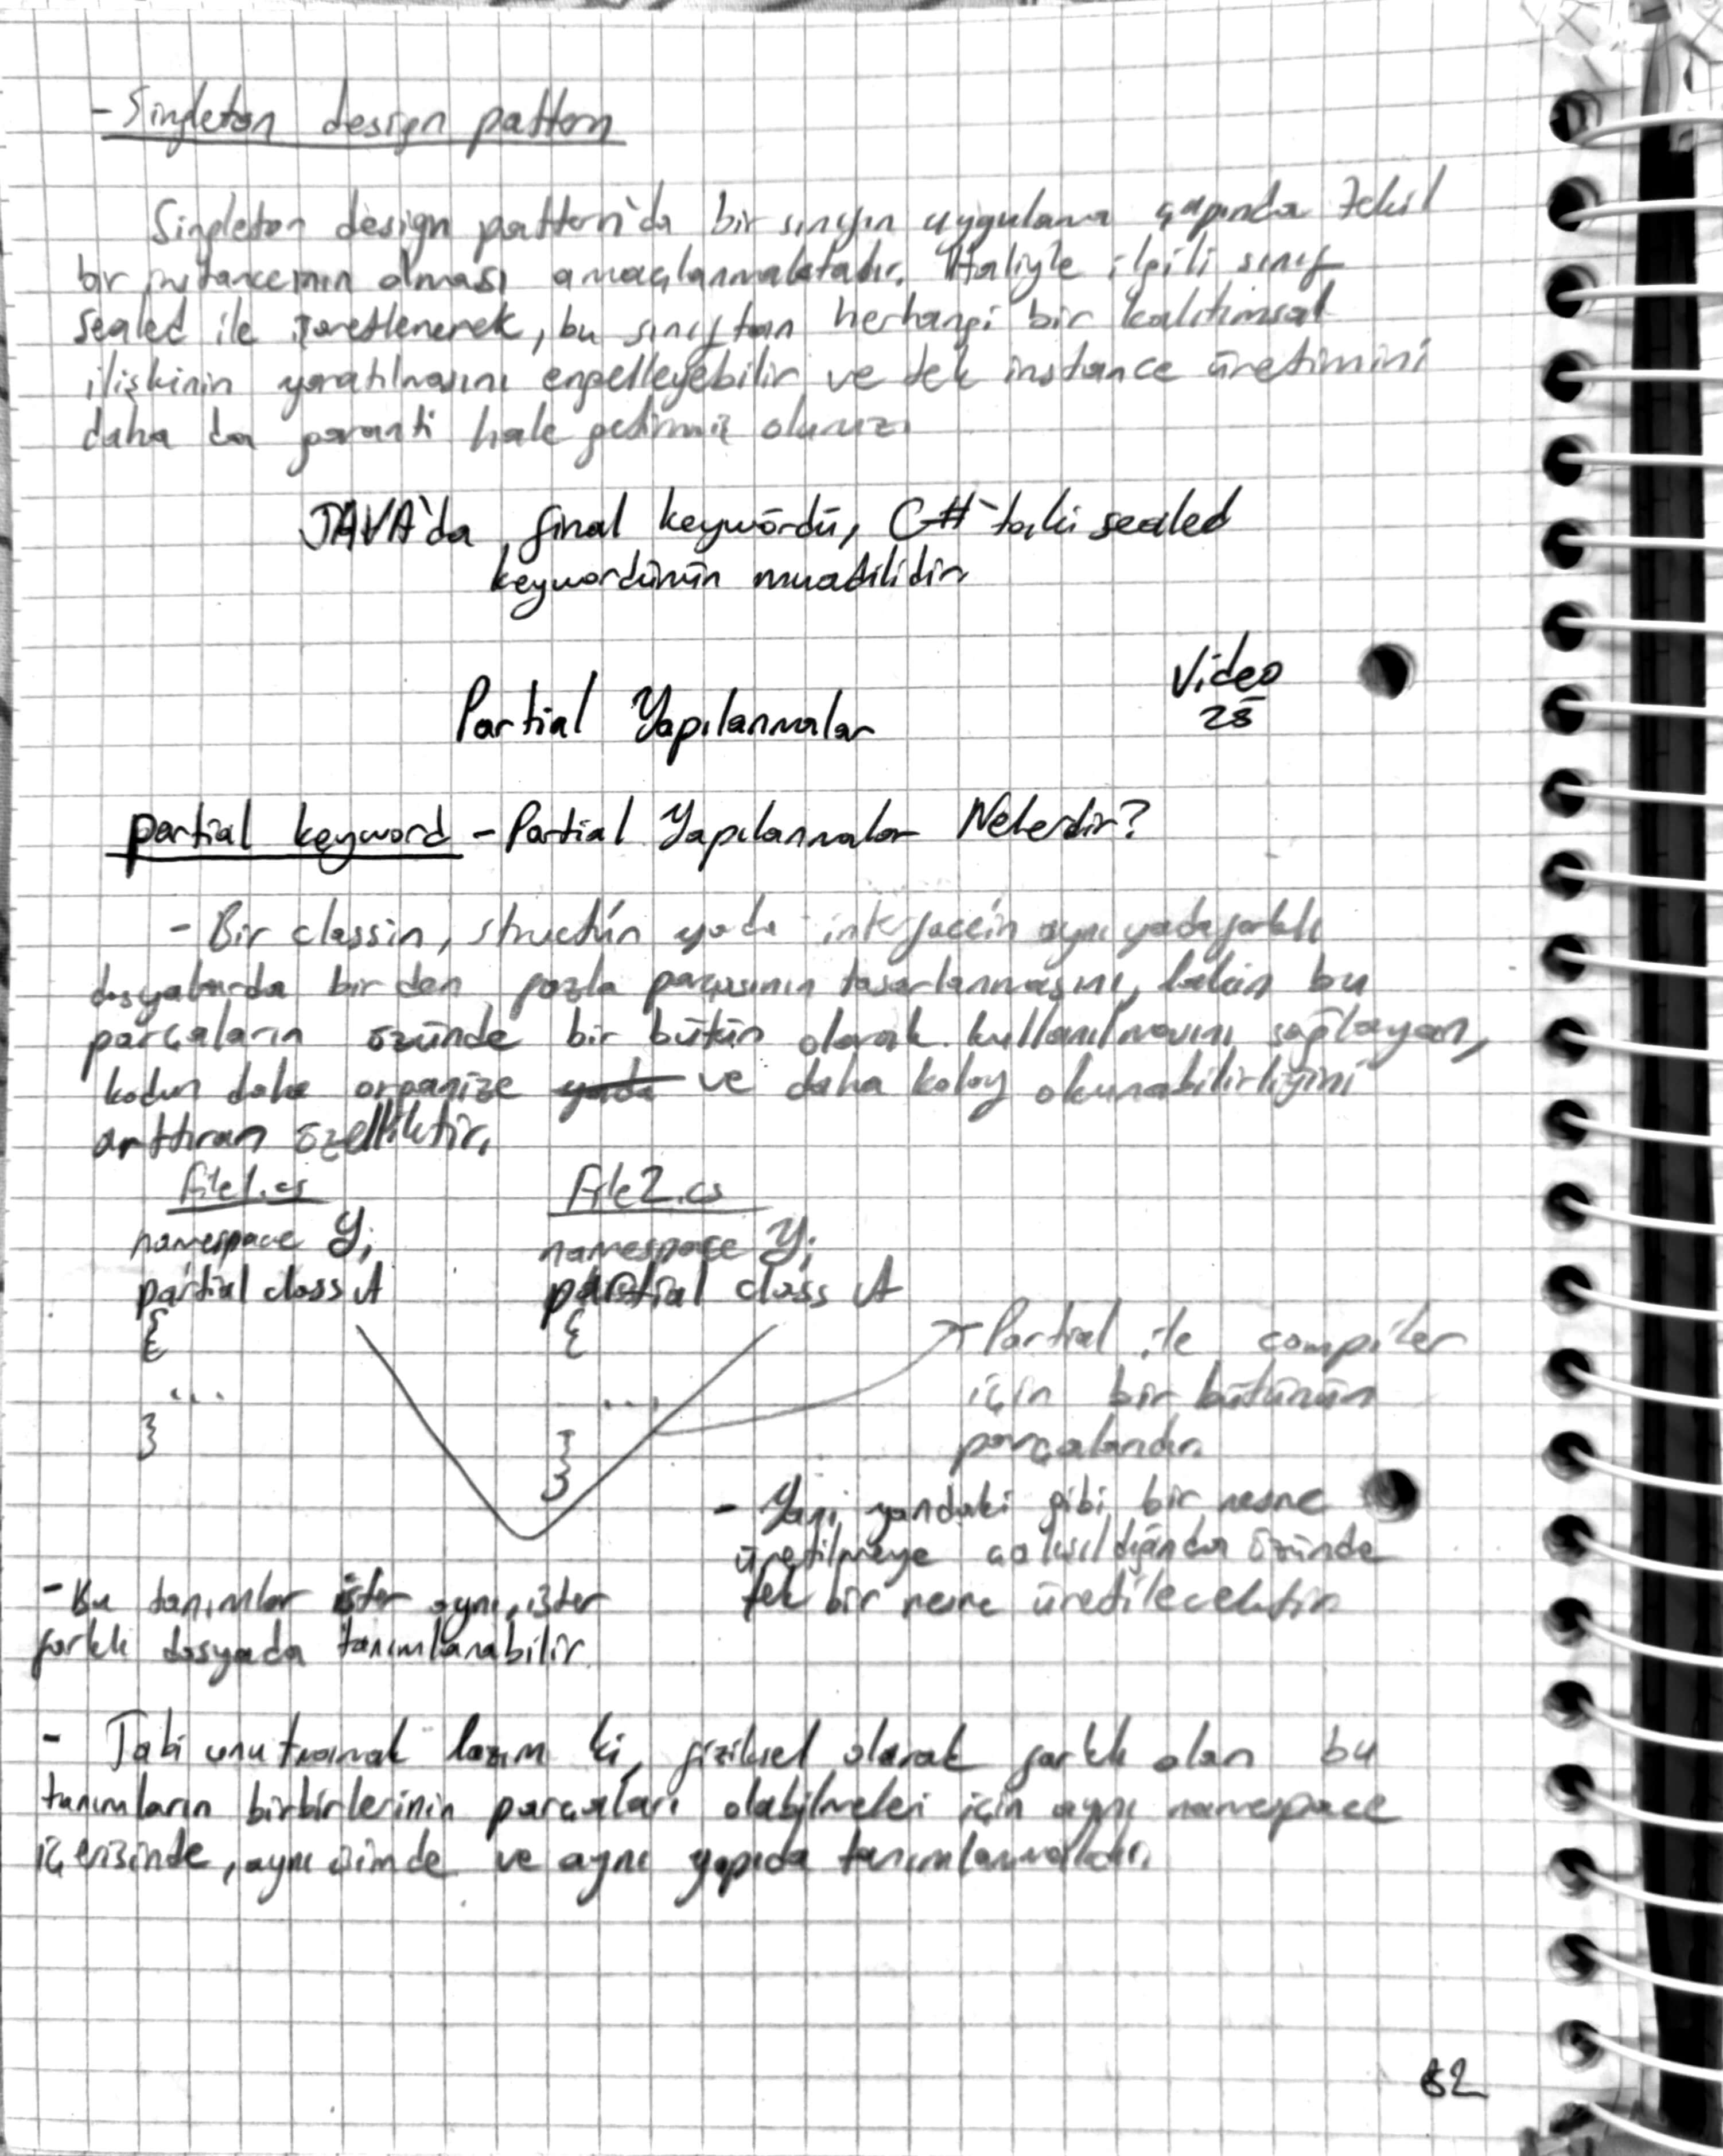 - Singleton design pattern
Singleton design pattern'da bir sınıfın uygulama çapında tekil
bir instancenın olması amaçlanmaktadır. Haliyle ilgili sınıf
sealed ile işaretlenerek, bu sınıftan herhangi bir kalıtımsal
ilişkinin yaratılmasını engelleyebilir ve tek instance üretimini
daha da garanti hale getirmiş oluruz.
JAVA'da final keywördü, C#'taki sealed
keywordünün muadilidir
Video
28
Partial Yapılanmalar
partial keyword - Partial Yapılanmalar Nelerdir?
- Bir classın, struct'ın yada interface'in aynı yada farklı
dosyalarda birden fazla parçasının tasarlanmasını, lakin bu
parçaların özünde bir bütün olarak kullanılmasını sağlayan,
kodun daha organize yada ve daha kolay okunabilirliğini
arttıran özelliktir.
file1.cs file2.cs
namespace Y; namespace Y;
partial class A partial class A
{ {
... ...
} }
}
Partial ile compiler
için bir bütünün
parçalarıdır.
- Yani yandaki gibi bir nesne
üretilmeye çalışıldığında özünde
tek bir nesne üretilecektir
- Bu tanımlar ister aynı, ister
farklı dosyada tanımlanabilir.
- Tabi unutmamak lazım ki, fiziksel olarak farklı olan bu
tanımların birbirlerinin parçaları olabilmeleri için aynı namespace
içerisinde, aynı isimde ve aynı yapıda tanımlanmalıdır.
62